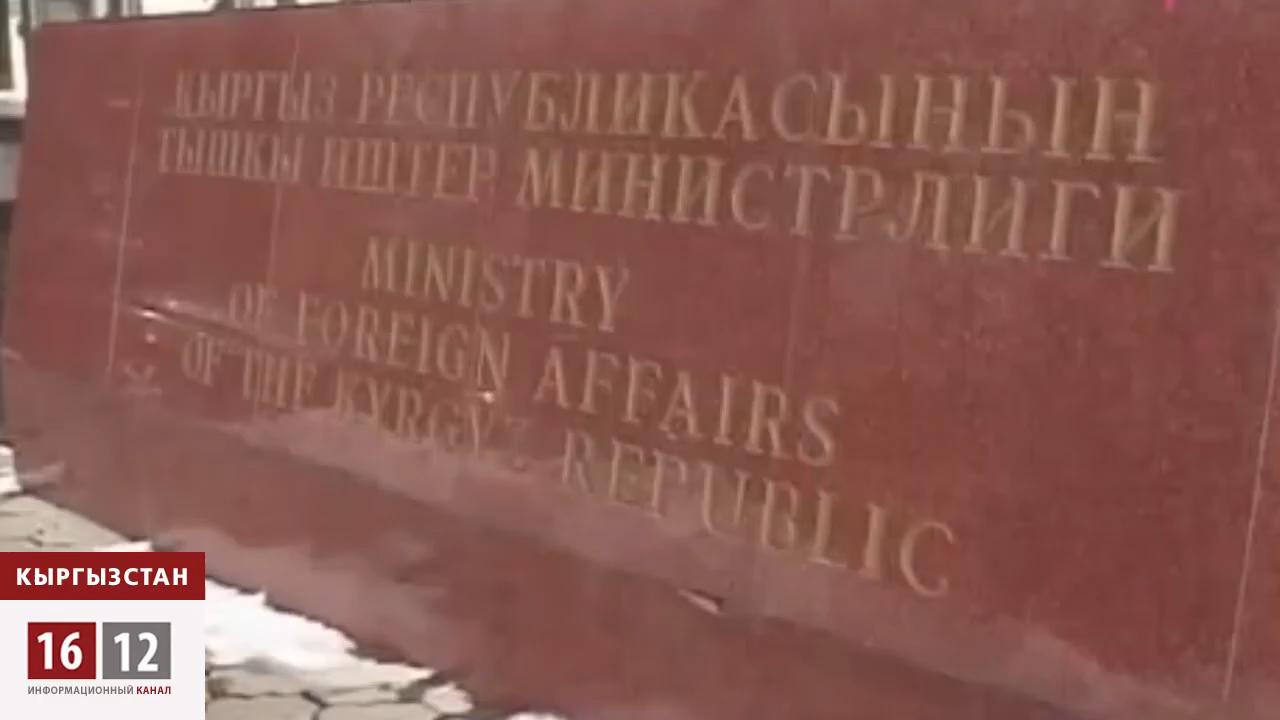 КЫРГЫЗ РЕСПУБЛИКАСЫНЫН
ТЫШКЫ ИШТЕР МИНИСТРЛИГИ
MINISTRY
OF FOREIGN AFFAIRS
OF THE KYRGYZ REPUBLIC
КЫРГЫЗСТАН
16 12
ИНФОРМАЦИОННЫЙ КАНАЛ